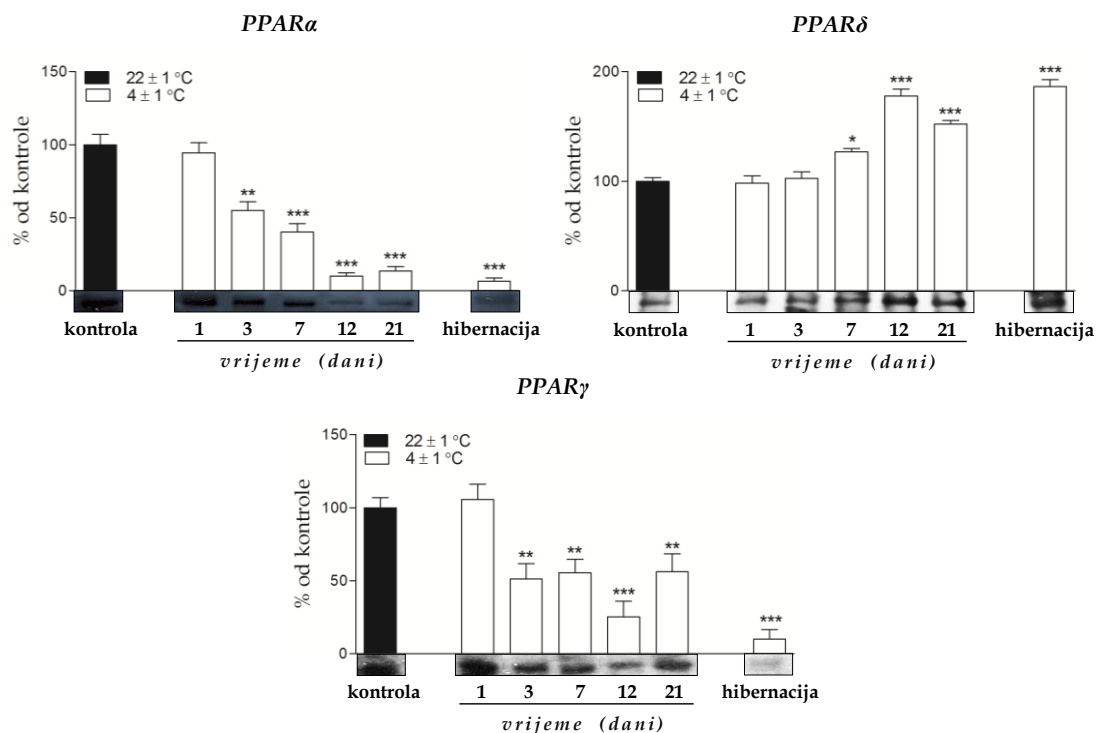 PPARα
150
100
50
0
% od kontrole
22 ± 1 °C
4 ± 1 °C
**
***
***
***
***
kontrola
1 3 7 12 21
hibernacija
vrijeme (dani)
PPARδ
200
100
0
% od kontrole
22 ± 1 °C
4 ± 1 °C
*
***
***
***
kontrola
1 3 7 12 21
hibernacija
vrijeme (dani)
PPARγ
150
100
50
0
% od kontrole
22 ± 1 °C
4 ± 1 °C
**
**
***
**
***
kontrola
1 3 7 12 21
hibernacija
vrijeme (dani)